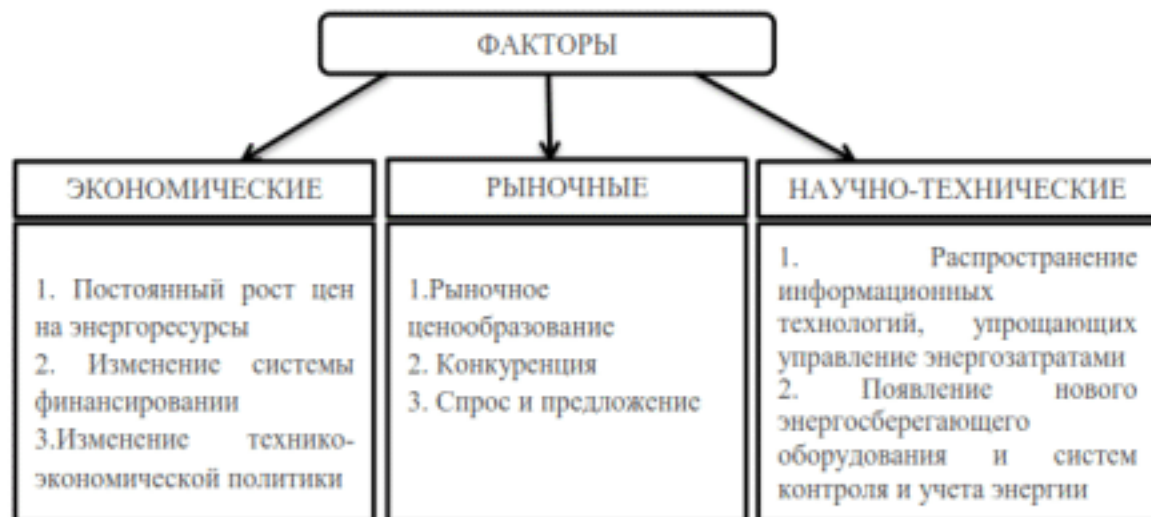 ФАКТОРЫ
ЭКОНОМИЧЕСКИЕ
1. Постоянный рост цен
на энергоресурсы
2. Изменение системы
финансировании
3.Изменение технико-
экономической политики
РЫНОЧНЫЕ
1.Рыночное
ценообразование
2. Конкуренция
3. Спрос и предложение
НАУЧНО-ТЕХНИЧЕСКИЕ
1. Распространение
информационных
технологий, упрощающих
управление энергозатратами
2. Появление нового
энергосберегающего
оборудования и систем
контроля и учета энергии